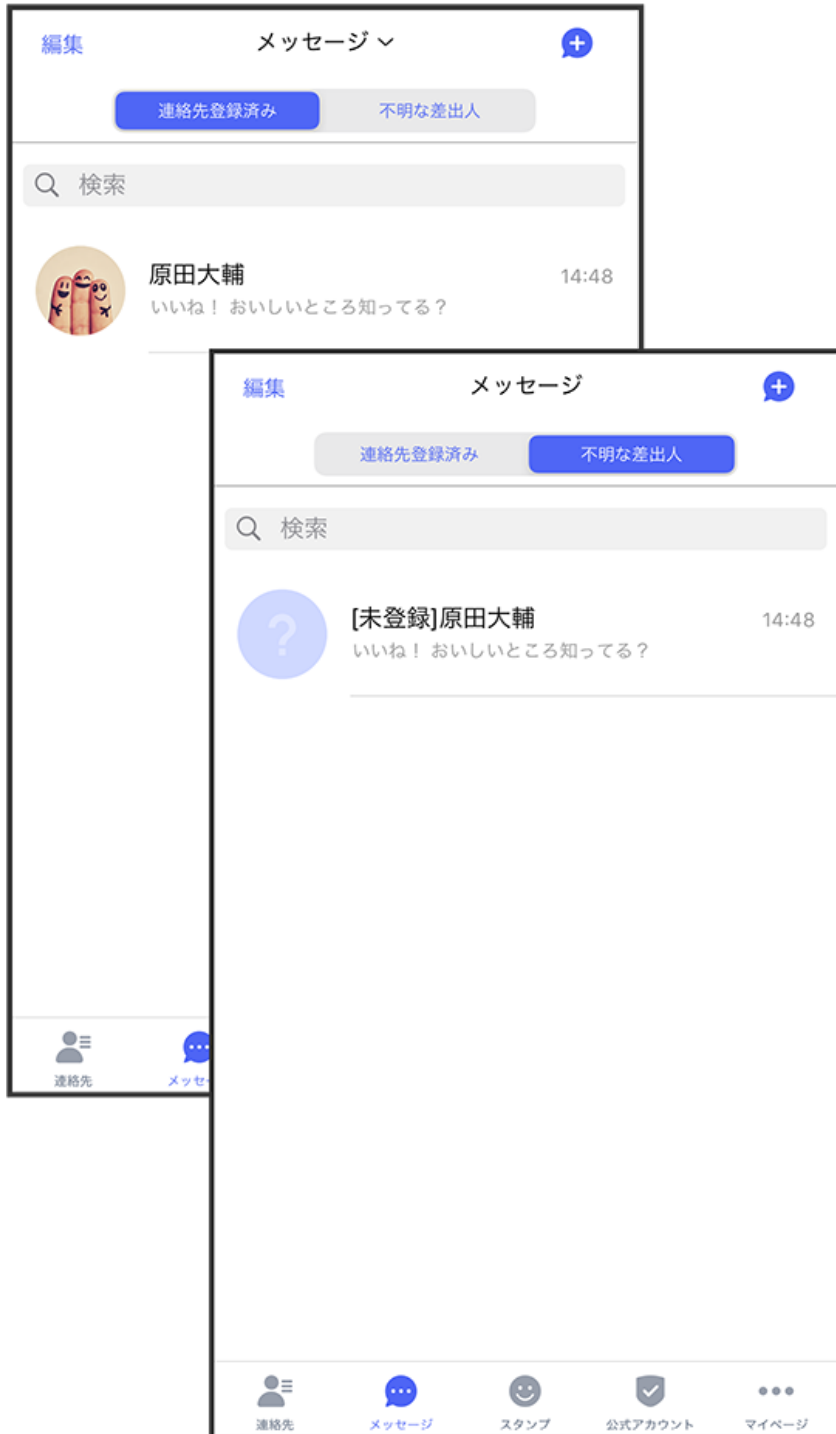 編集 メッセージ
連絡先登録済み 不明な差出人
検索
原田大輔 14:48
いいね! おいしいところ知ってる?
連絡先 メッセー
編集 メッセージ
連絡先登録済み 不明な差出人
検索
? [未登録]原田大輔 14:48
いいね! おいしいところ知ってる?
連絡先 メッセージ スタンプ 公式アカウント マイページ